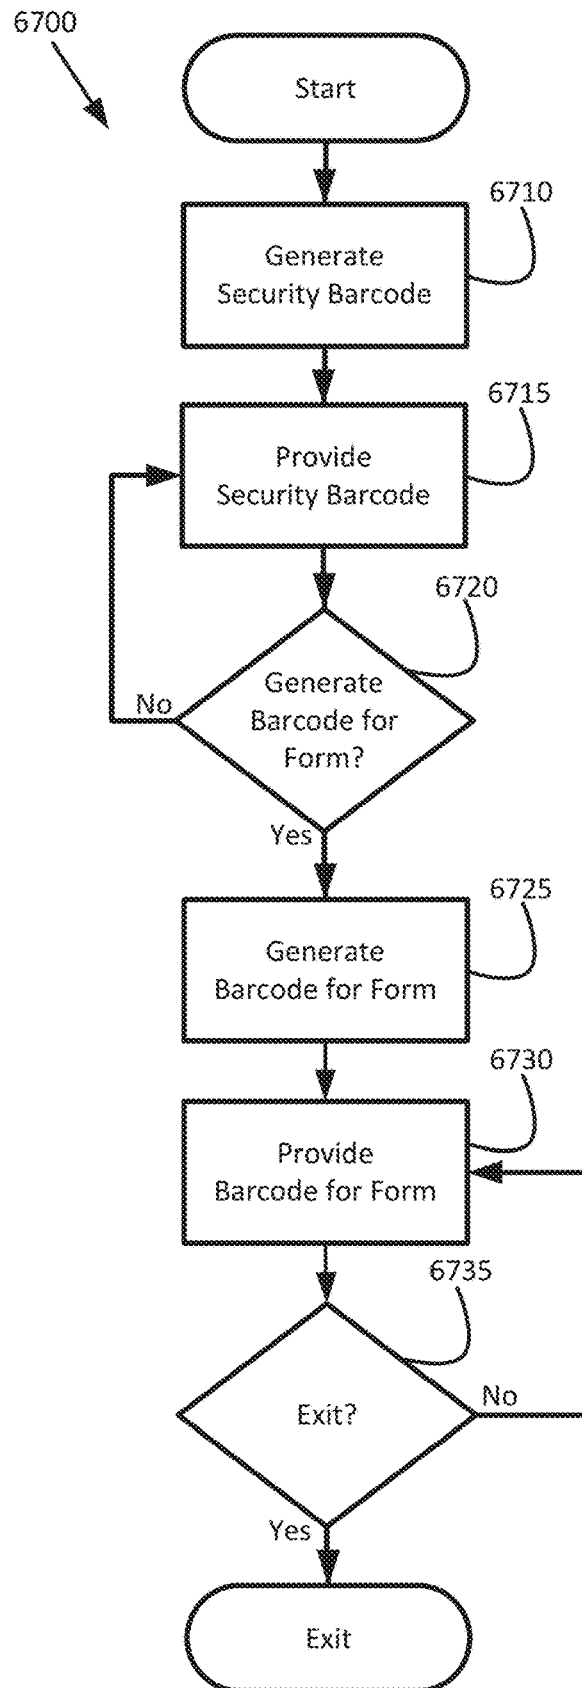 6700
Start
6710
Generate
Security Barcode
6715
Provide
Security Barcode
6720
Generate
Barcode for
Form?
No
Yes
6725
Generate
Barcode for Form
6730
Provide
Barcode for Form
6735
Exit?
No
Yes
Exit